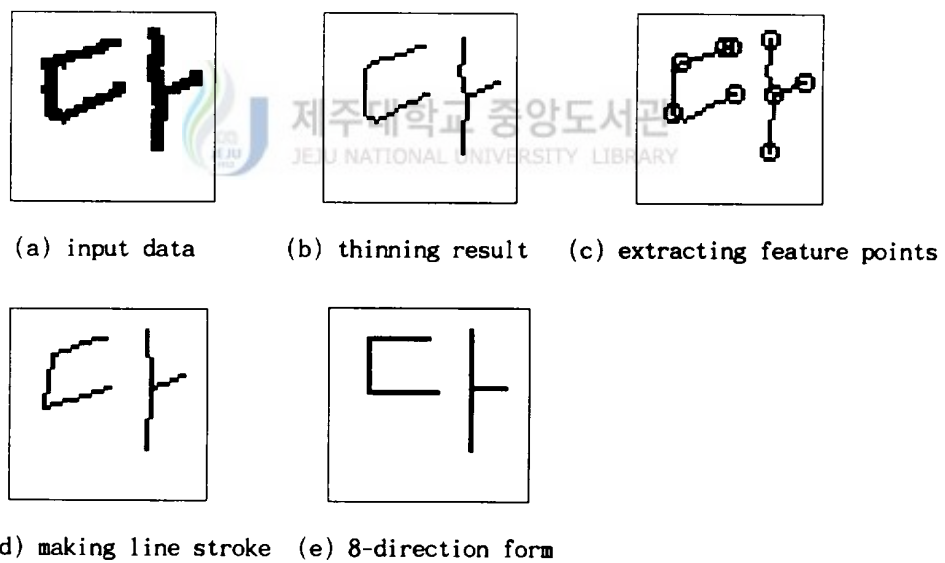 다 다 다
제주대학교 중앙도서관
JEJU NATIONAL UNIVERSITY LIBRARY
(a) input data (b) thinning result (c) extracting feature points
다 다
d) making line stroke (e) 8-direction form